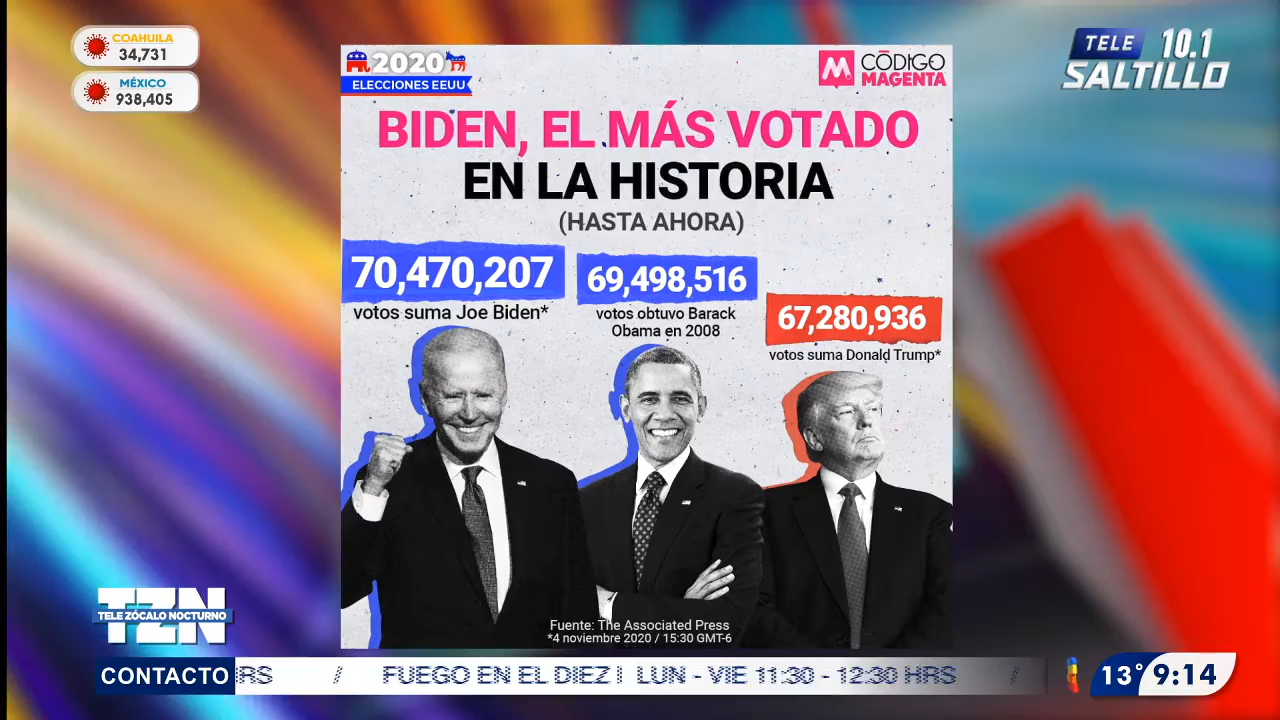 COAHUILA
34,731
MÉXICO
938,405
TELE 10.1
SALTILLO
2020
ELECCIONES EEUU
CÓDIGO
MAGENTA
BIDEN, EL MÁS VOTADO
EN LA HISTORIA
(HASTA AHORA)
70,470,207
votos suma Joe Biden*
69,498,516
votos obtuvo Barack
Obama en 2008
67,280,936
votos suma Donald Trump*
Fuente: The Associated Press
*4 noviembre 2020 / 15:30 GMT-6
TZN
TELE ZÓCALO NOCTURNO
CONTACTO
RS / FUEGO EN EL DIEZ | LUN - VIE 11:30 - 12:30 HRS /
13° 9:14